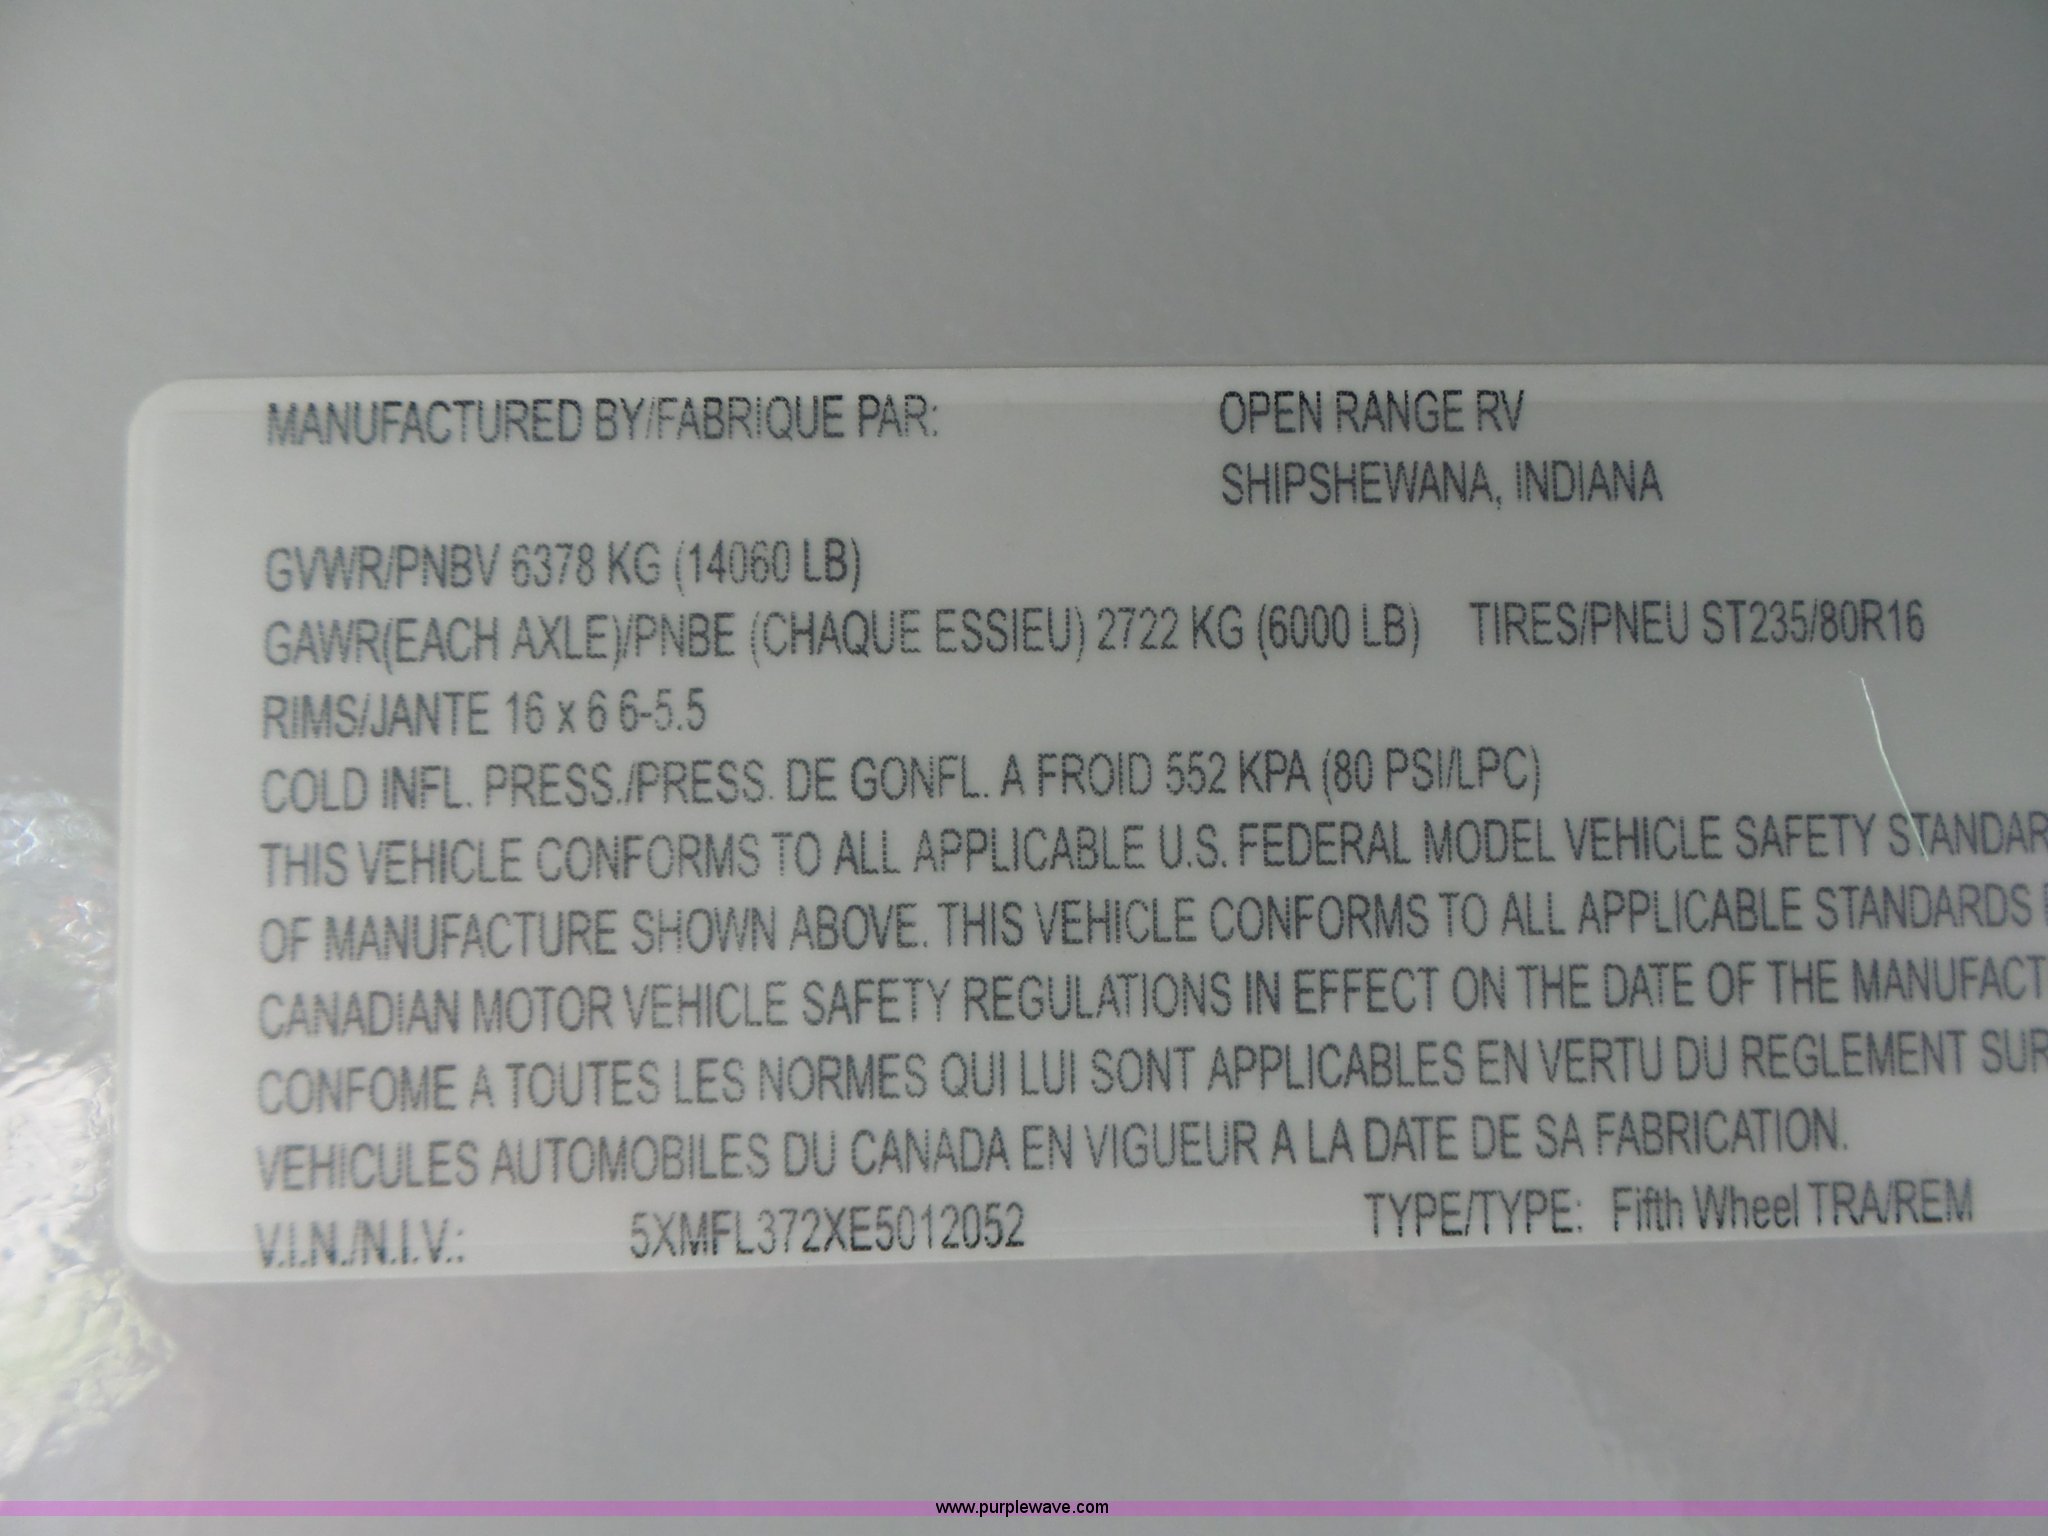 MANUFACTURED BY/FABRIQUE PAR: OPEN RANGE RV
SHIPSHEWANA, INDIANA
GVWR/PNBV 6378 KG (14060 LB)
GAWR(EACH AXLE)/PNBE (CHAQUE ESSIEU) 2722 KG (6000 LB) TIRES/PNEU ST235/80R16
RIMS/JANTE 16 x 6 6-5.5
COLD INFL. PRESS./PRESS. DE GONFL. A FROID 552 KPA (80 PSI/LPC)
THIS VEHICLE CONFORMS TO ALL APPLICABLE U.S. FEDERAL MODEL VEHICLE SAFETY STANDAR
OF MANUFACTURE SHOWN ABOVE. THIS VEHICLE CONFORMS TO ALL APPLICABLE STANDARDS
CANADIAN MOTOR VEHICLE SAFETY REGULATIONS IN EFFECT ON THE DATE OF THE MANUFACT
CONFOME A TOUTES LES NORMES QUI LUI SONT APPLICABLES EN VERTU DU REGLEMENT SUR
VEHICULES AUTOMOBILES DU CANADA EN VIGUEUR A LA DATE DE SA FABRICATION.
V.I.N./N.I.V.: 5XMFL372XE5012052 TYPE/TYPE: Fifth Wheel TRA/REM
www.purplewave.com